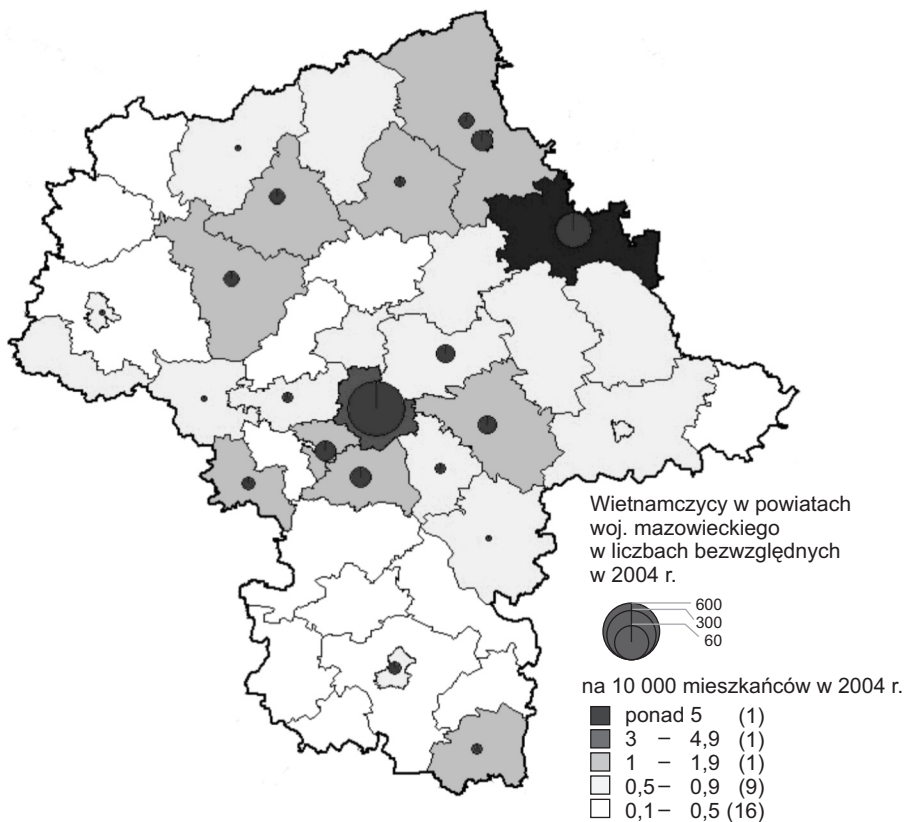 Wietnamczycy w powiatach
woj. mazowieckiego
w liczbach bezwzględnych
w 2004 r.
600
300
60
na 10 000 mieszkańców w 2004 r.
ponad 5 (1)
3 – 4,9 (1)
1 – 1,9 (1)
0,5 – 0,9 (9)
0,1 – 0,5 (16)